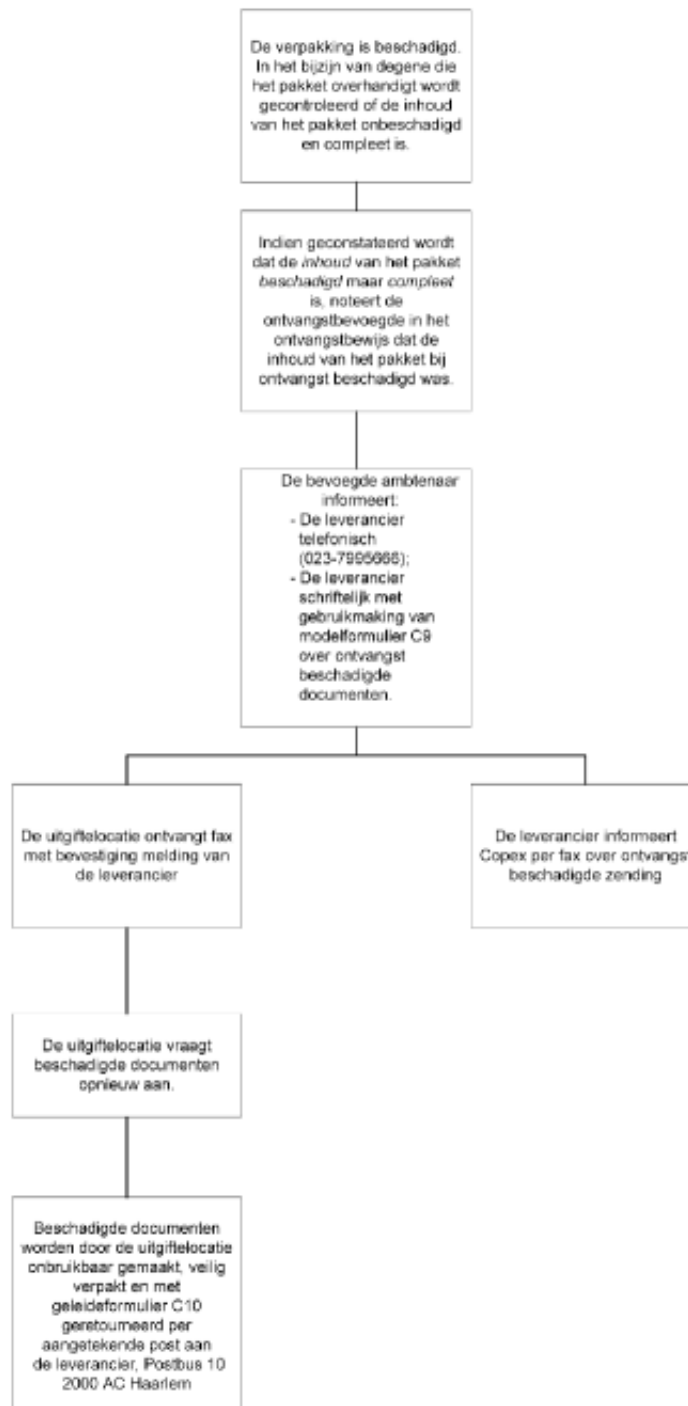 De verpakking is beschadigd.
In het bijzijn van degene die
het pakket overhandigt wordt
gecontroleerd of de inhoud
van het pakket onbeschadigd
en compleet is.
Indien geconstateerd wordt
dat de inhoud van het pakket
beschadigd maar compleet
is, noteert de
ontvangstbevoegde in het
ontvangstbewijs dat de
inhoud van het pakket bij
ontvangst beschadigd was.
De bevoegde ambtenaar
informeert:
- De leverancier
telefonisch
(023-7995666);
- De leverancier
schriftelijk met
gebruikmaking van
modelformulier C9
over ontvangst
beschadigde
documenten.
De uitgiftelocatie ontvangt fax
met bevestiging melding van
de leverancier
De leverancier informeert
Copex per fax over ontvangst
beschadigde zending
De uitgiftelocatie vraagt
beschadigde documenten
opnieuw aan.
Beschadigde documenten
worden door de uitgiftelocatie
onbruikbaar gemaakt, veilig
verpakt en met
geleideformulier C10
geretourneerd per
aangetekende post aan
de leverancier, Postbus 10
2000 AC Haarlem